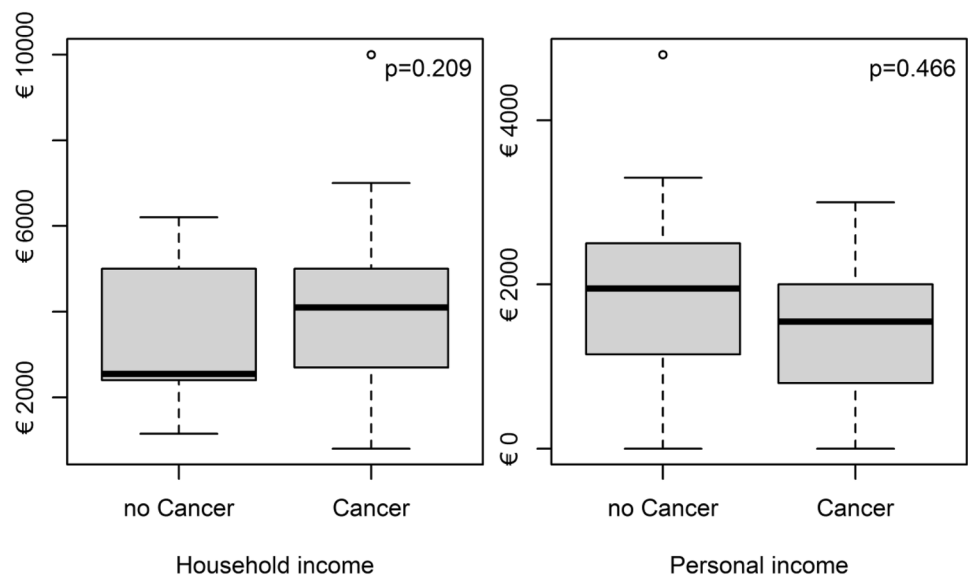 € 10000
€ 6000
€ 2000
p=0.209
no Cancer
Cancer
Household income
€ 4000
€ 2000
€ 0
p=0.466
no Cancer
Cancer
Personal income